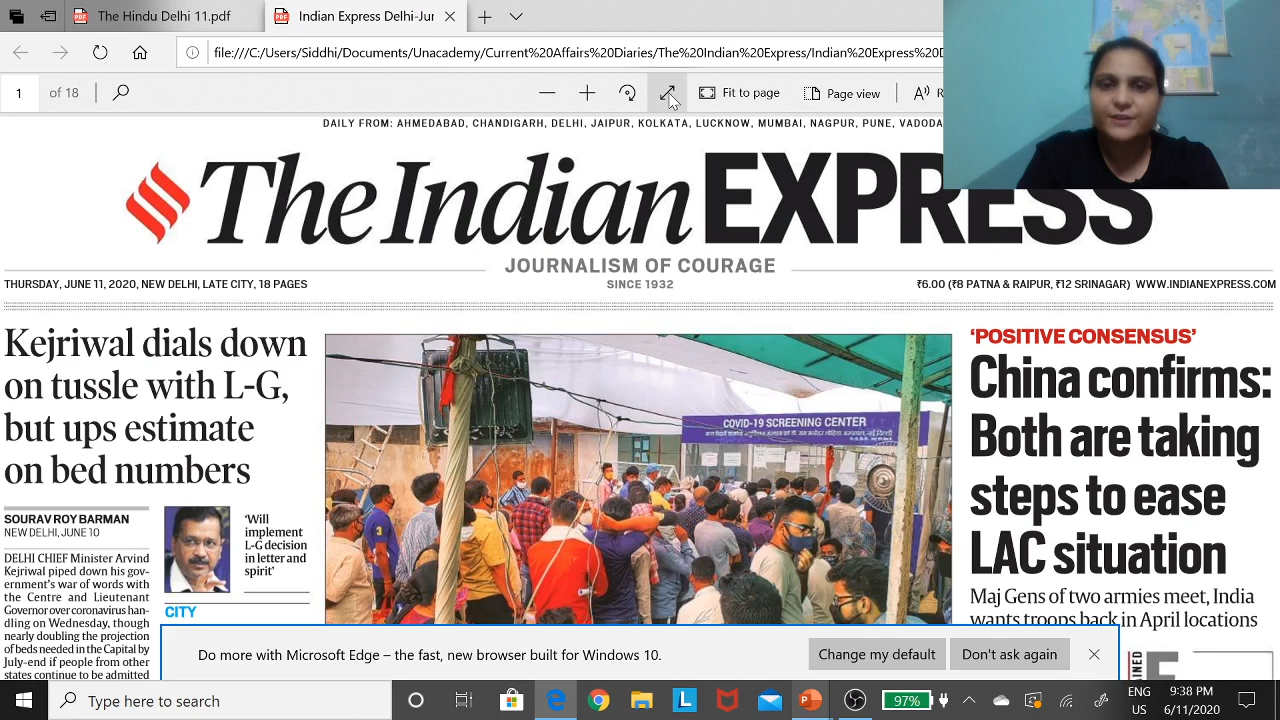 The Hindu Delhi 11.pdf
Indian Express Delhi-Jur
file:///C:/Users/Siddhi/Documents/Unacademy/Current%20Affairs%20Diaries/The%20Indian%20Express/Indian%20Express%20D
1 of 18
Fit to page
Page view
A
R
DAILY FROM: AHMEDABAD, CHANDIGARH, DELHI, JAIPUR, KOLKATA, LUCKNOW, MUMBAI, NAGPUR, PUNE, VADODA
The Indian EXPRESS
JOURNALISM OF COURAGE
SINCE 1932
THURSDAY, JUNE 11, 2020, NEW DELHI, LATE CITY, 18 PAGES
₹6.00 (₹8 PATNA & RAIPUR, ₹12 SRINAGAR) WWW.INDIANEXPRESS.COM
Kejriwal dials down
on tussle with L-G,
but ups estimate
on bed numbers
SOURAV ROY BARMAN
NEW DELHI, JUNE 10
DELHI CHIEF Minister Arvind
Kejriwal piped down his gov-
ernment's war of words with
the Centre and Lieutenant
Governor over coronavirus han-
dling on Wednesday, though
nearly doubling the projection
of beds needed in the Capital by
July-end if people from other
states continue to be admitted
'Will
implement
L-G decision
in letter and
spirit'
CITY
COVID-19 SCREENING CENTER
'POSITIVE CONSENSUS'
China confirms:
Both are taking
steps to ease
LAC situation
Maj Gens of two armies meet, India
wants troops back in April locations
Do more with Microsoft Edge – the fast, new browser built for Windows 10.
Change my default
Don't ask again
Type here to search
97%
ENG
US
9:38 PM
6/11/2020